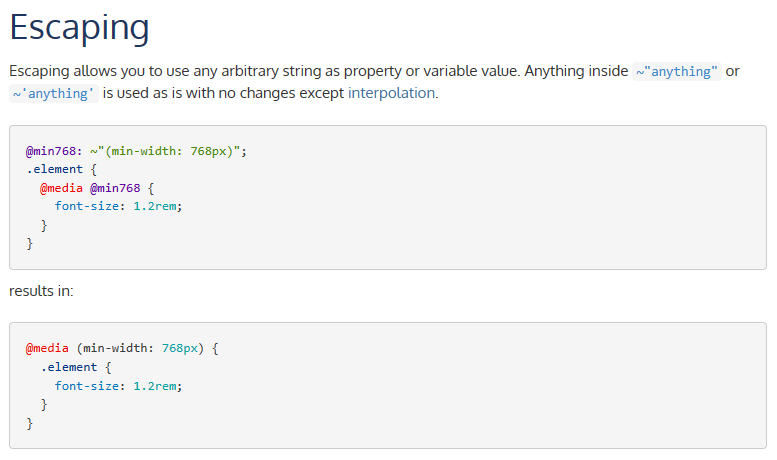 Escaping
Escaping allows you to use any arbitrary string as property or variable value. Anything inside ~"anything" or
~'anything' is used as is with no changes except interpolation.
@min768: ~"(min-width: 768px)";
.element {
  @media @min768 {
    font-size: 1.2rem;
  }
}
results in:
@media (min-width: 768px) {
  .element {
    font-size: 1.2rem;
  }
}